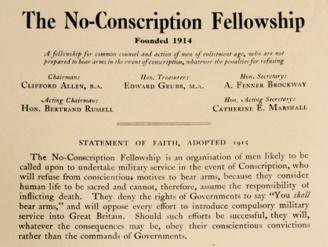 The No-Conscription Fellowship
Founded 1914
A fellowship for common counsel and action of men of enlistment age, who are not
prepared to bear arms in the event of conscription, whatever the penalties for refusing
Chairman: Hon. Treasurer: Hon. Secretary:
CLIFFORD ALLEN, B.A. EDWARD GRUBB, M.A. A. FENNER BROCKWAY
Acting Chairman: Hon. Acting Secretary:
HON. BERTRAND RUSSELL CATHERINE E. MARSHALL
STATEMENT OF FAITH, ADOPTED 1915
The No-Conscription Fellowship is an organisation of men likely to be
called upon to undertake military service in the event of Conscription, who
will refuse from conscientious motives to bear arms, because they consider
human life to be sacred and cannot, therefore, assume the responsibility of
inflicting death. They deny the rights of Governments to say "You shall
bear arms," and will oppose every effort to introduce compulsory military
service into Great Britain. Should such efforts be successful, they will,
whatever the consequences may be, obey their conscientious convictions
rather than the commands of Governments.